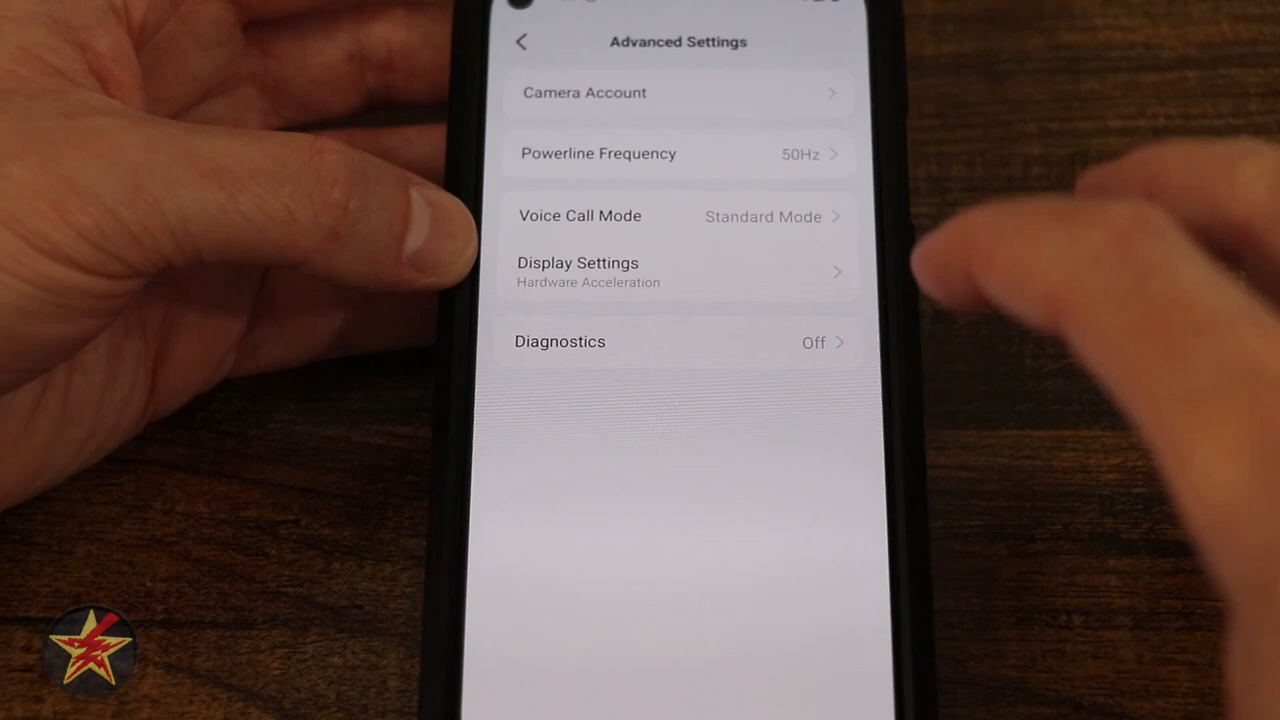 Advanced Settings
Camera Account
Powerline Frequency 50Hz
Voice Call Mode Standard Mode
Display Settings
Hardware Acceleration
Diagnostics Off